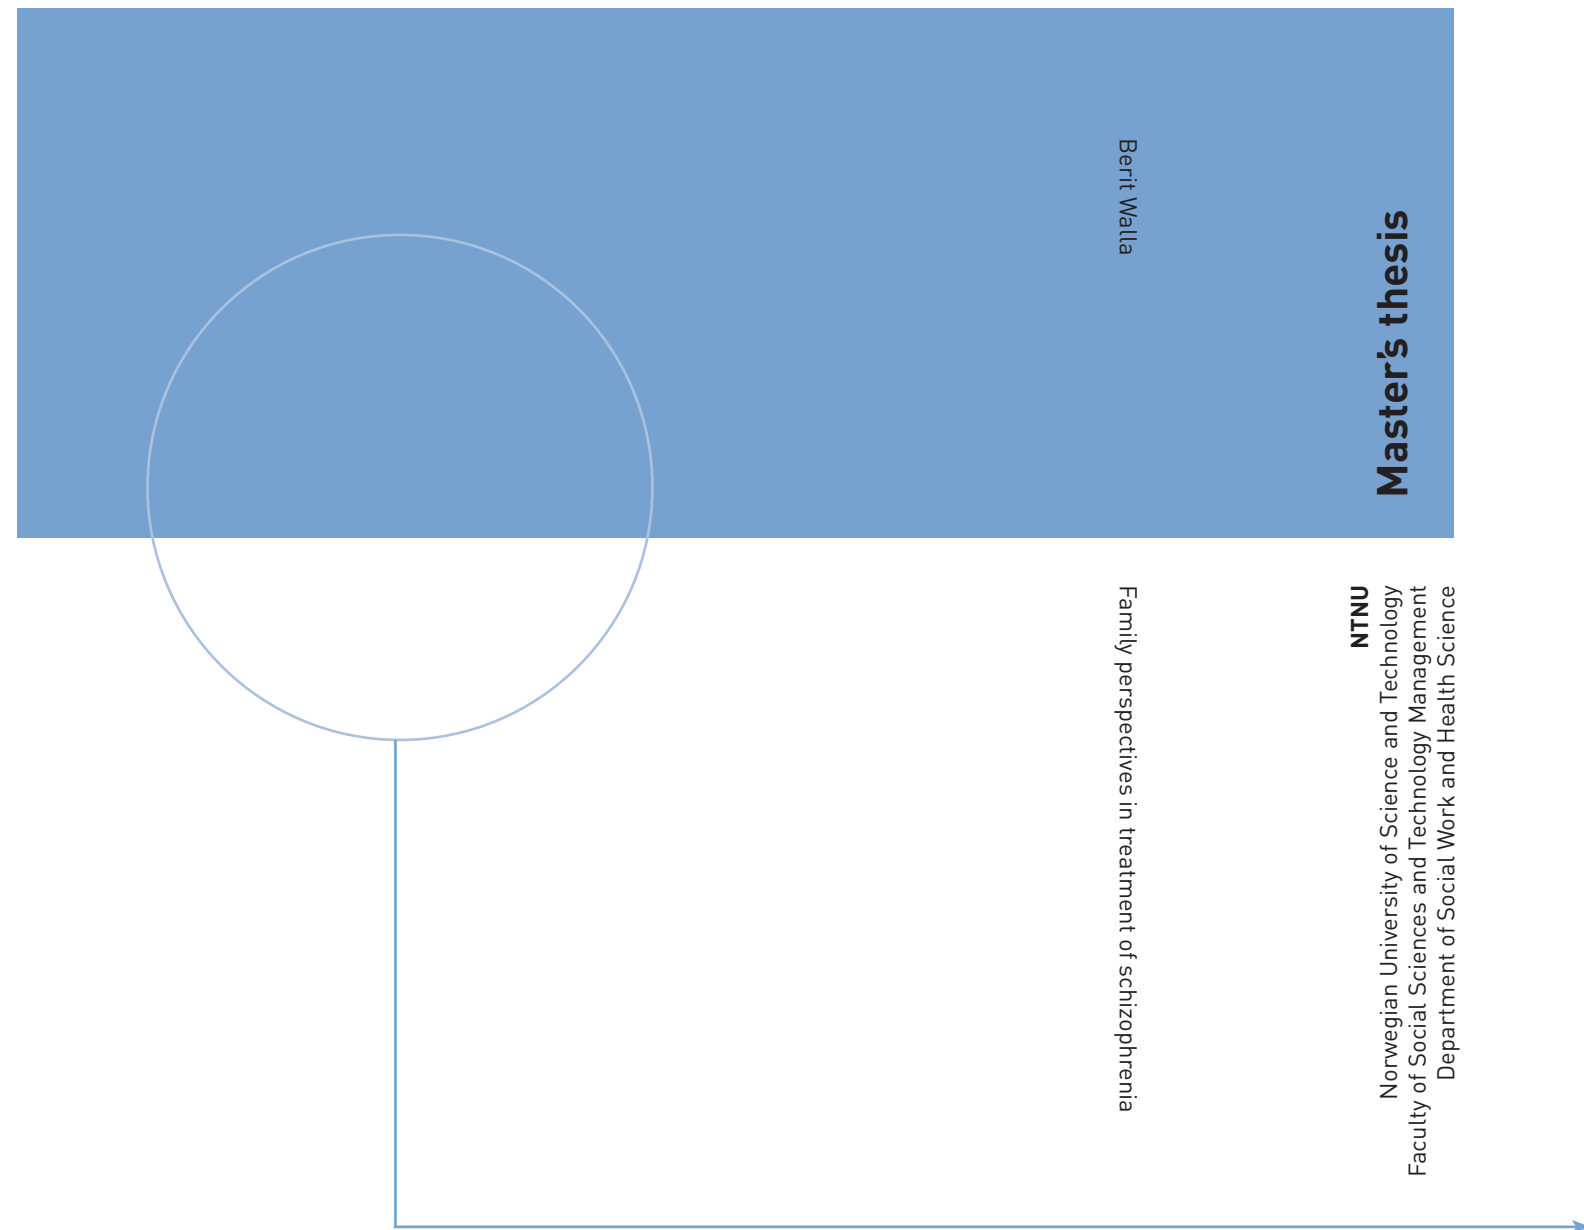 Berit Walla
Family perspectives in treatment of schizophrenia
Master's thesis
NTNU
Norwegian University of Science and Technology
Faculty of Social Sciences and Technology Management
Department of Social Work and Health Science